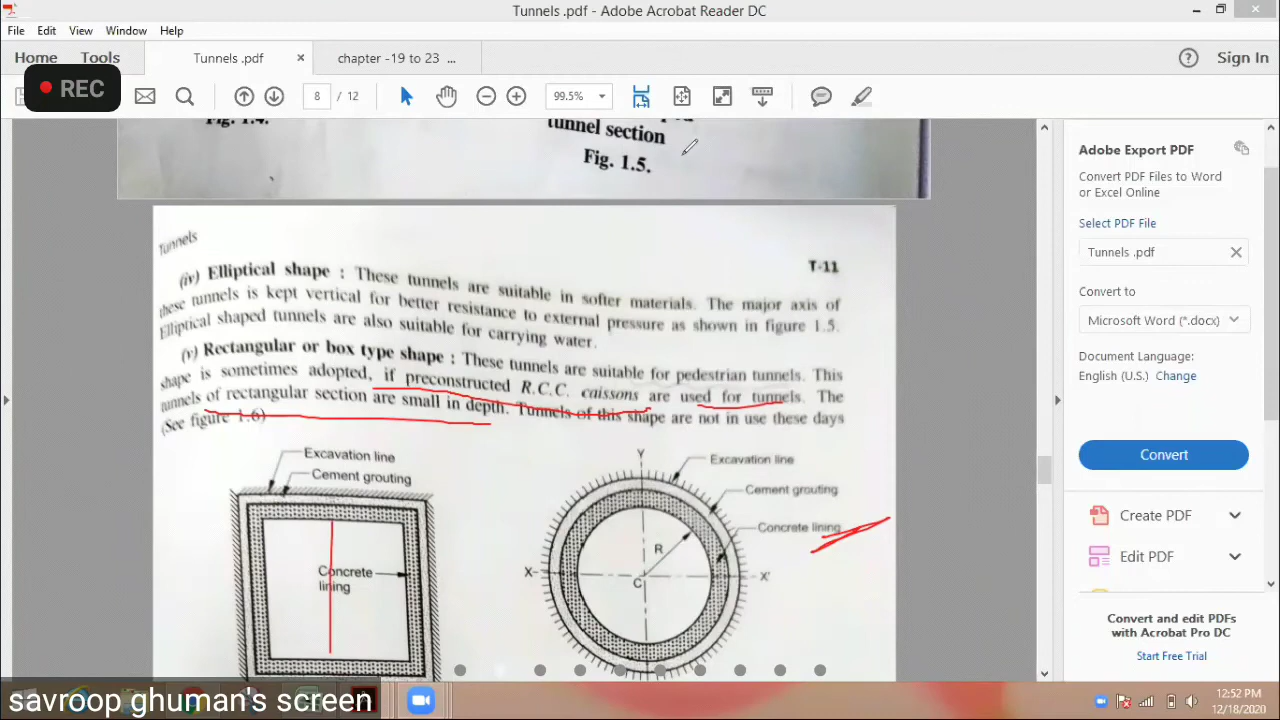 Tunnels .pdf - Adobe Acrobat Reader DC
File Edit View Window Help
Home Tools Tunnels .pdf × chapter -19 to 23 ... Sign In
REC
8 / 12 99.5%
Fig. 1.4.
tunnel section
Fig. 1.5.
Tunnels
T-11
(iv) Elliptical shape : These tunnels are suitable in softer materials. The major axis of
these tunnels is kept vertical for better resistance to external pressure as shown in figure 1.5.
Elliptical shaped tunnels are also suitable for carrying water.
(v) Rectangular or box type shape : These tunnels are suitable for pedestrian tunnels. This
shape is sometimes adopted, if preconstructed R.C.C. caissons are used for tunnels. The
tunnels of rectangular section are small in depth. Tunnels of this shape are not in use these days
(See figure 1.6)
Excavation line
Cement grouting
Concrete
lining
Y
Excavation line
Cement grouting
Concrete lining
R
X
C
X'
Adobe Export PDF
Convert PDF Files to Word
or Excel Online
Select PDF File
Tunnels .pdf
Convert to
Microsoft Word (*.docx)
Document Language:
English (U.S.) Change
Convert
Create PDF
Edit PDF
Convert and edit PDFs
with Acrobat Pro DC
Start Free Trial
savroop ghuman's screen
12:52 PM
12/18/2020